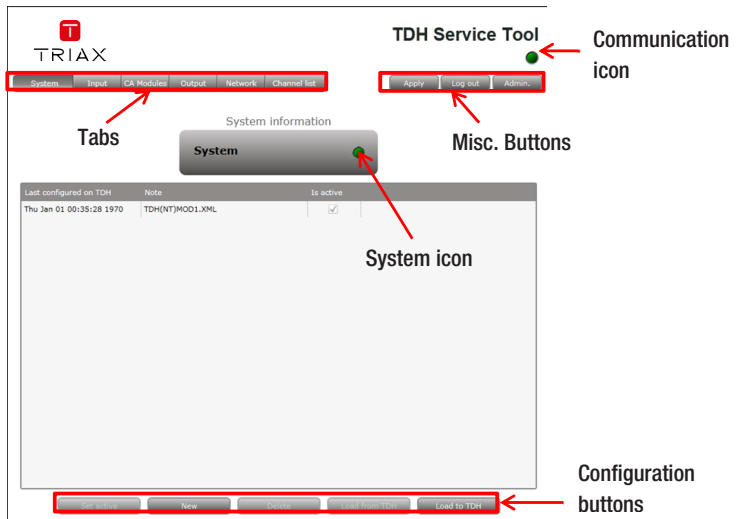 TRIAX
TDH Service Tool
Communication
icon
System Input CA Modules Output Network Channel list
Apply Log out Admin.
Tabs
Misc. Buttons
System information
System
Last configured on TDH Note Is active
Thu Jan 01 00:35:28 1970 TDH(NT)MOD1.XML
System icon
Configuration
buttons
Set active New Delete Load from TDH Load to TDH